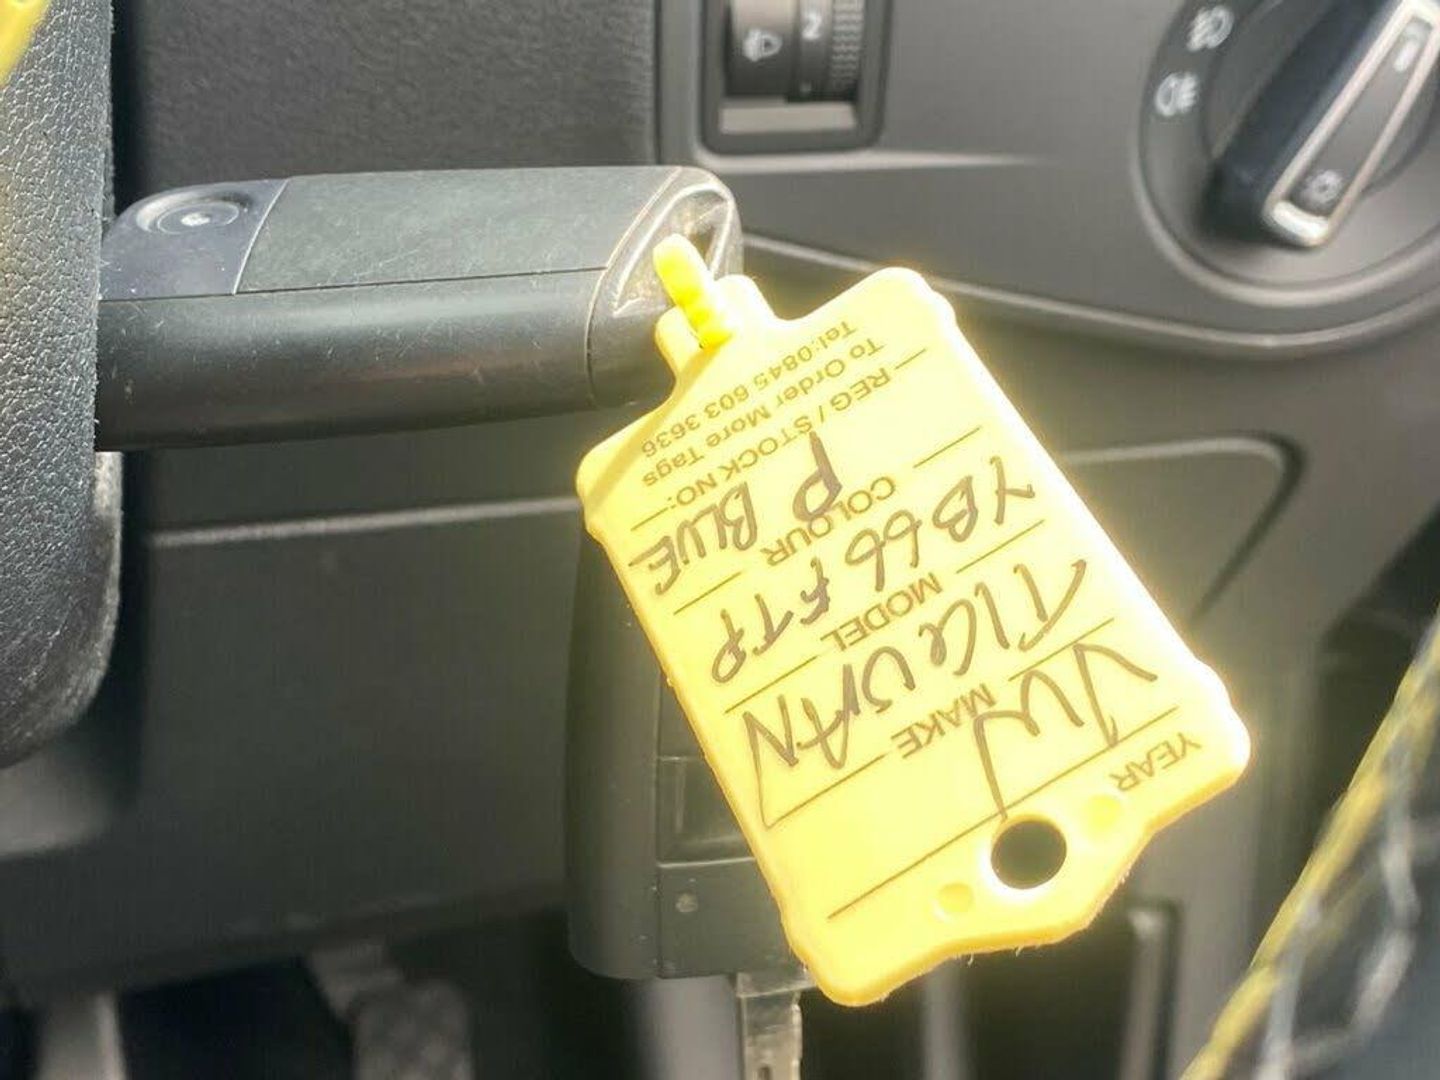 YEAR
VW
MAKE
TIGUAN
MODEL
YB66 FTP
COLOUR
P BLUE
REG / STOCK NO:
To Order More Tags
Tel:0845 603 3636
2